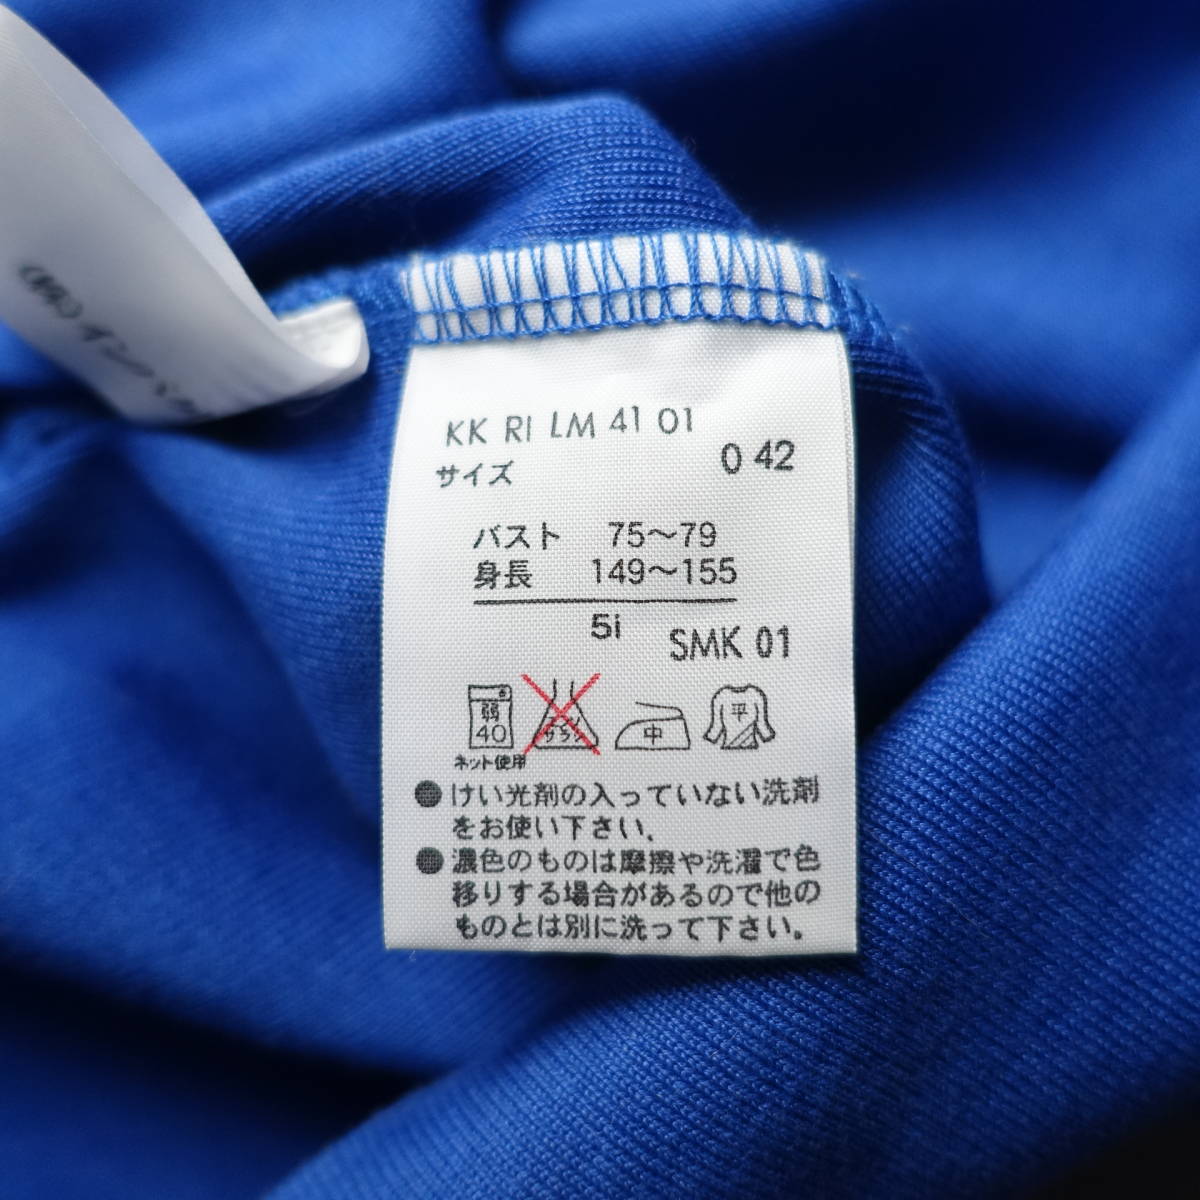 (株)イン
KK RI LM 41 01
サイズ 0 42
バスト 75～79
身長 149～155
5i SMK 01
弱
40
サラシ
中
平
ネット使用
●けい光剤の入っていない洗剤
をお使い下さい、
●濃色のものは摩擦や洗濯で色
移りする場合があるので他の
ものとは別に洗って下さい。